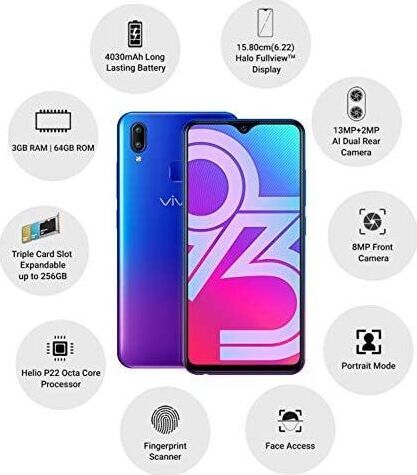 4030mAh Long
Lasting Battery
15.80cm(6.22)
Halo Fullview™
Display
3GB RAM | 64GB ROM
13MP+2MP
AI Dual Rear
Camera
Triple Card Slot
Expandable
up to 256GB
8MP Front
Camera
Helio P22 Octa Core
Processor
Portrait Mode
Fingerprint
Scanner
Face Access